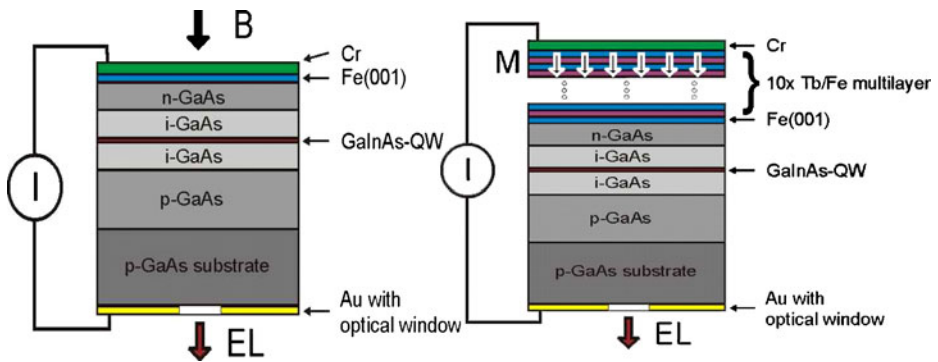 B
Cr
Fe(001)
n-GaAs
i-GaAs
GaInAs-QW
i-GaAs
I
p-GaAs
p-GaAs substrate
Au with
optical window
EL
M
Cr
10x Tb/Fe multilayer
Fe(001)
n-GaAs
i-GaAs
GaInAs-QW
i-GaAs
I
p-GaAs
p-GaAs substrate
Au with
optical window
EL